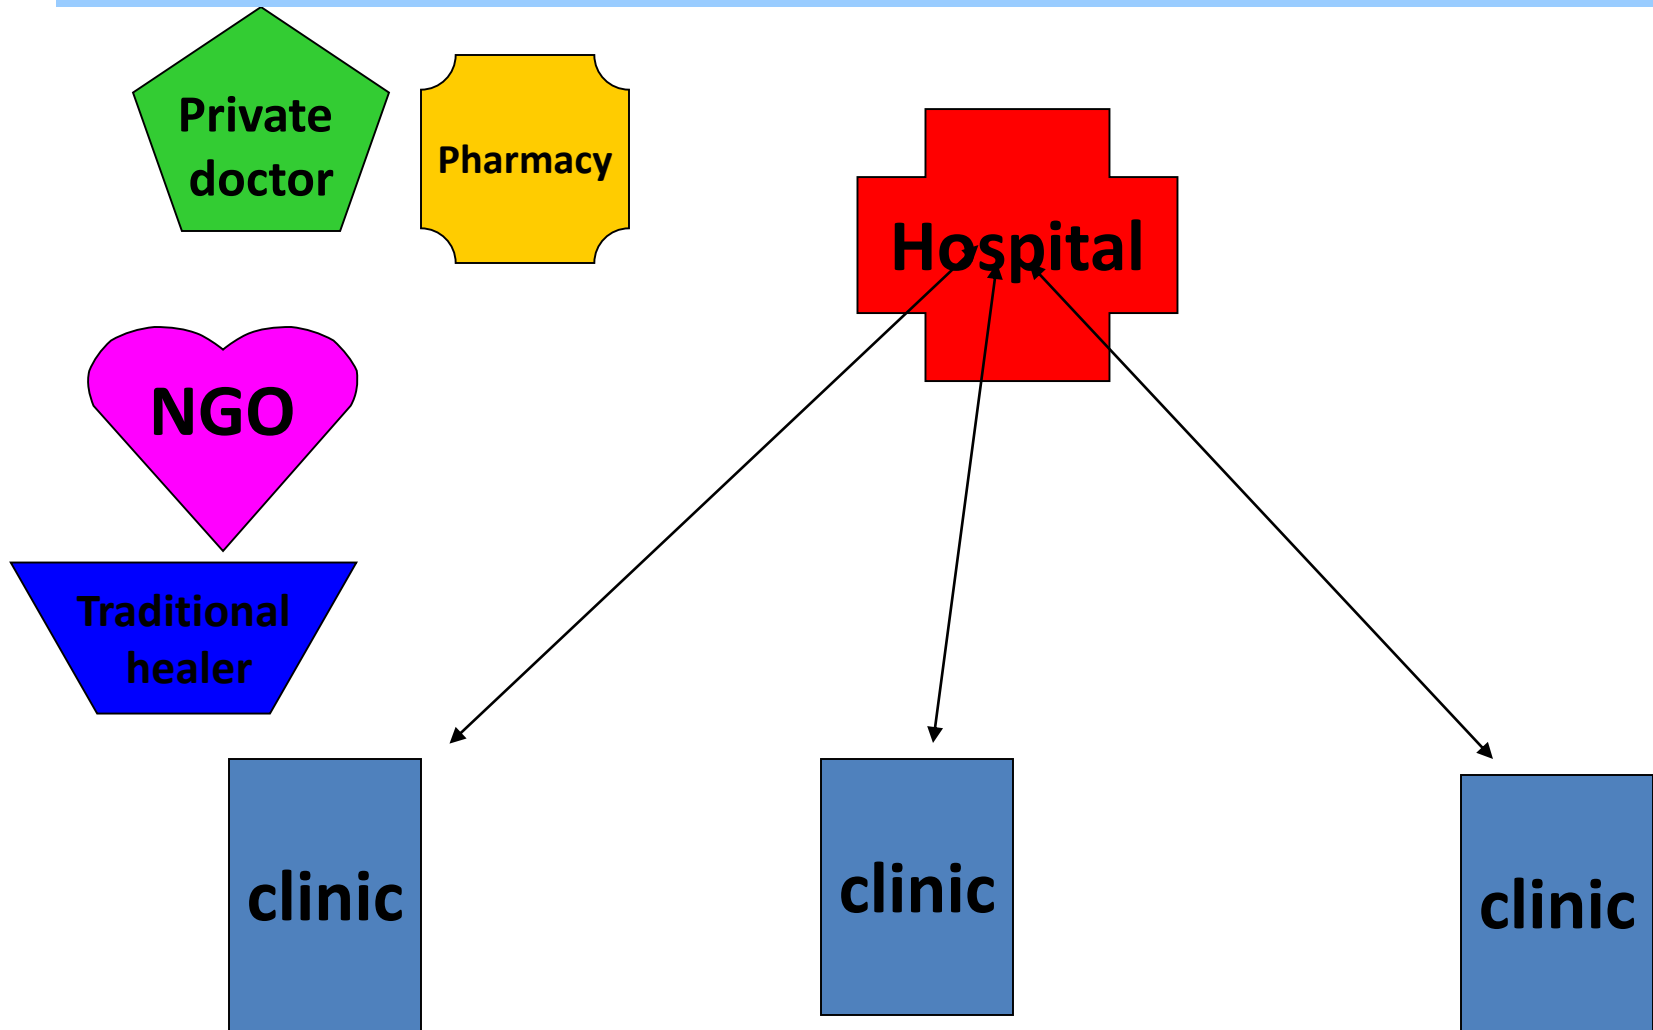 Private
doctor
Pharmacy
Hospital
NGO
Traditional
healer
clinic
clinic
clinic